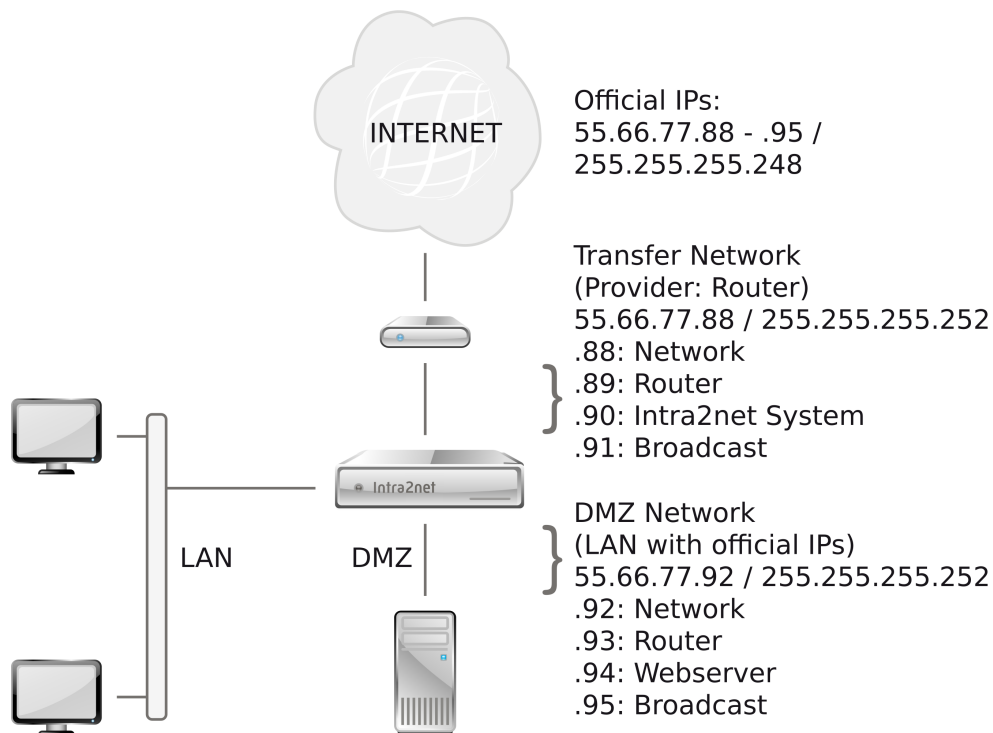 INTERNET
Official IPs:
55.66.77.88 - .95 /
255.255.255.248
Transfer Network
(Provider: Router)
55.66.77.88 / 255.255.255.252
.88: Network
.89: Router
.90: Intra2net System
.91: Broadcast
Intra2net
LAN
DMZ
DMZ Network
(LAN with official IPs)
55.66.77.92 / 255.255.255.252
.92: Network
.93: Router
.94: Webserver
.95: Broadcast